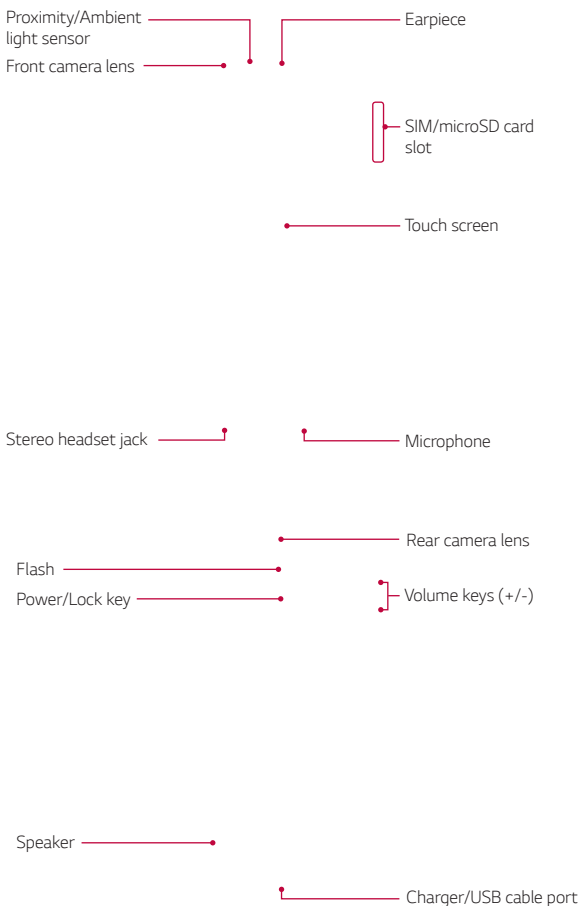 Proximity/Ambient
light sensor
Earpiece
Front camera lens
SIM/microSD card
slot
Touch screen
Stereo headset jack
Microphone
Rear camera lens
Flash
Power/Lock key
Volume keys (+/-)
Speaker
Charger/USB cable port